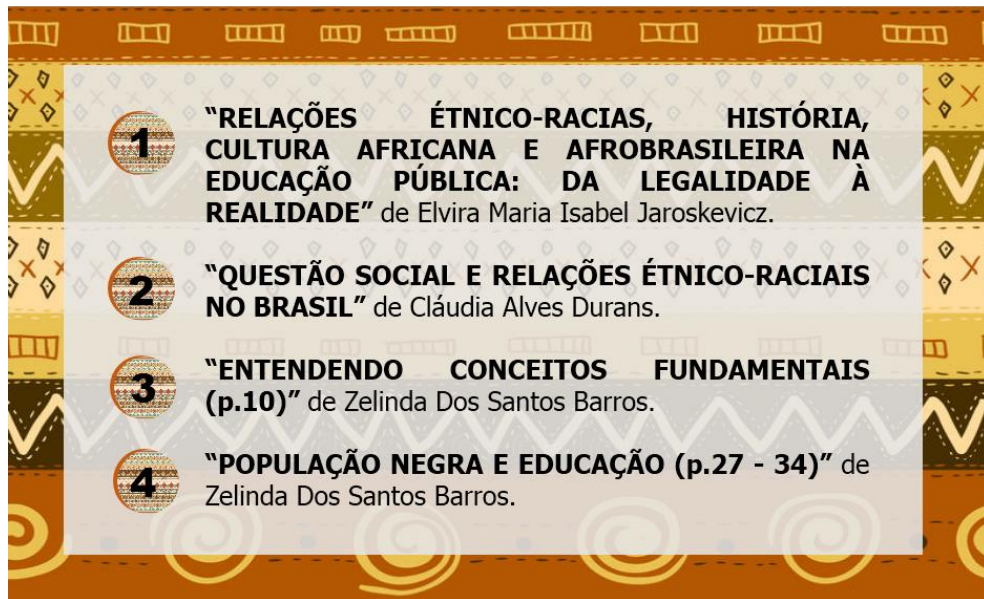 1
“RELAÇÕES ÉTNICO-RACIAS, HISTÓRIA,
CULTURA AFRICANA E AFROBRASILEIRA NA
EDUCAÇÃO PÚBLICA: DA LEGALIDADE À
REALIDADE” de Elvira Maria Isabel Jaroskevicz.
2
“QUESTÃO SOCIAL E RELAÇÕES ÉTNICO-RACIAIS
NO BRASIL” de Cláudia Alves Durans.
3
“ENTENDENDO CONCEITOS FUNDAMENTAIS
(p.10)” de Zelinda Dos Santos Barros.
4
“POPULAÇÃO NEGRA E EDUCAÇÃO (p.27 - 34)” de
Zelinda Dos Santos Barros.